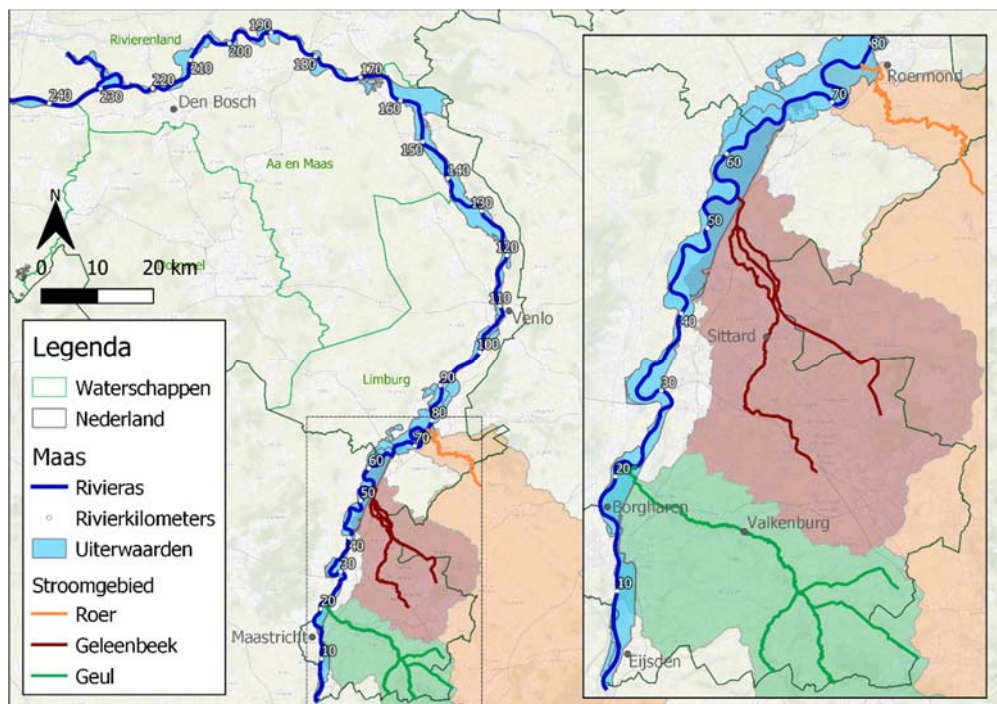 Rivierenland
190
200
210
180
170
220
240
230
160
Den Bosch
150
Aa en Maas
140
130
N
120
0 10 20 km
110
Venlo
100
Limburg
90
80
70
60
50
40
30
20
Maastricht
10
Legenda
Waterschappen
Nederland
Maas
Rivieras
Rivierkilometers
Uiterwaarden
Stroomgebied
Roer
Geleenbeek
Geul
80
Roermond
70
60
50
40
Sittard
30
20
Borgharen
Valkenburg
10
Eijsden